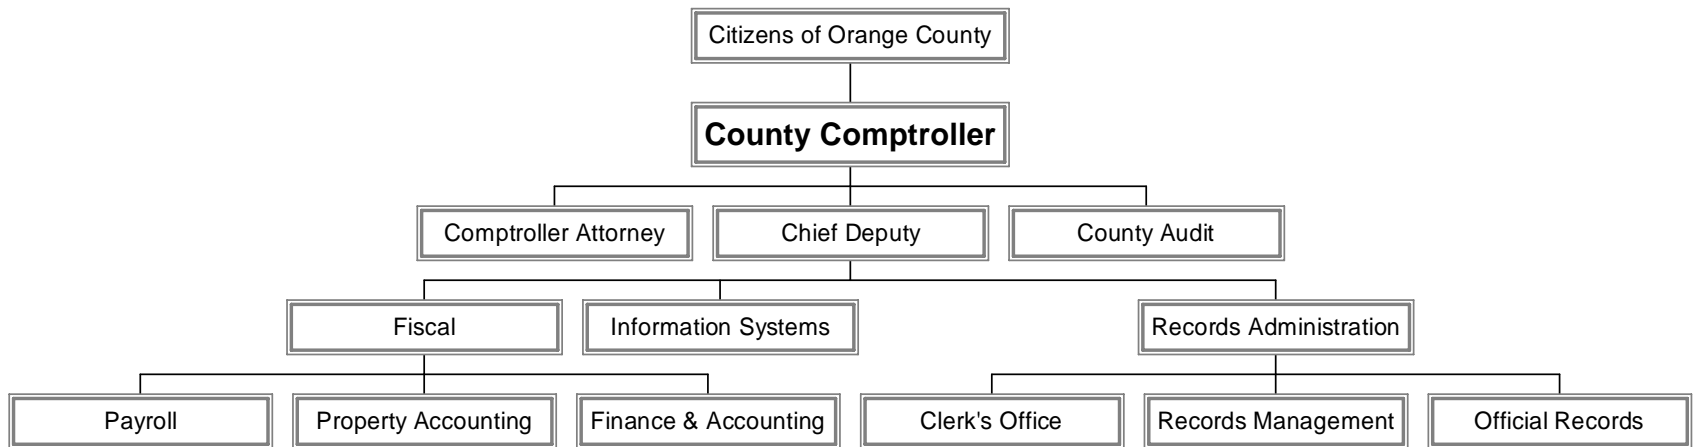 Citizens of Orange County
County Comptroller
Comptroller Attorney
Chief Deputy
County Audit
Fiscal
Information Systems
Records Administration
Payroll
Property Accounting
Finance & Accounting
Clerk's Office
Records Management
Official Records